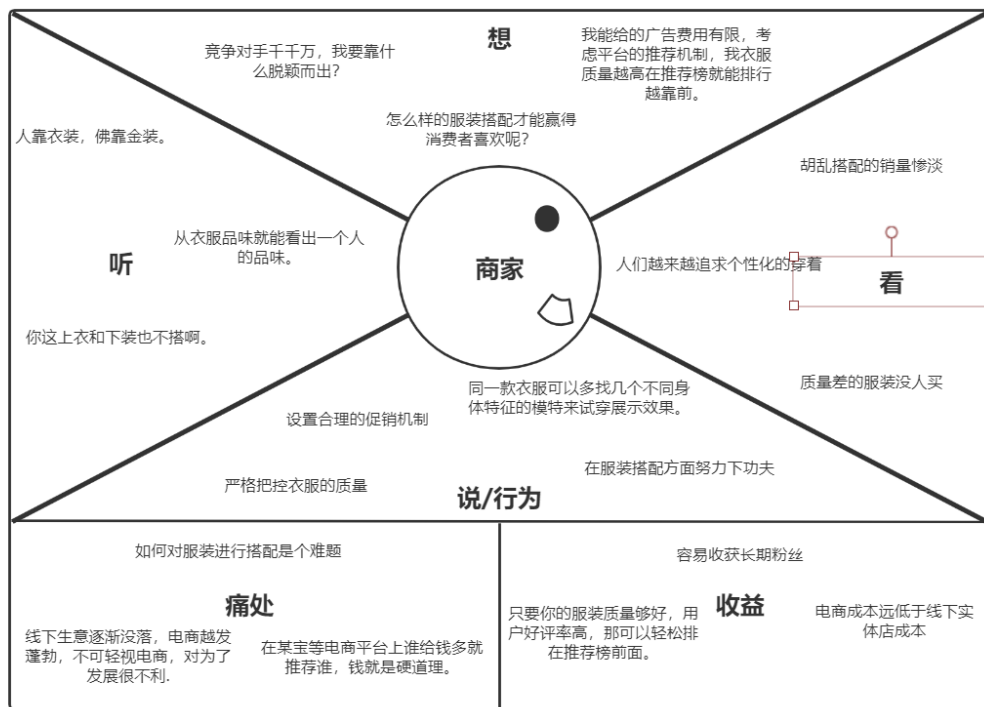 想
竞争对手千千万，我要靠什
么脱颖而出？
我能给的广告费用有限，考
虑平台的推荐机制，我衣服
质量越高在推荐榜就能排行
越靠前。
怎么样的服装搭配才能赢得
消费者喜欢呢？
人靠衣装，佛靠金装。
从衣服品味就能看出一个人
的品味。
听
你这上衣和下装也不搭啊。
商家
胡乱搭配的销量惨淡
人们越来越追求个性化的穿着
看
质量差的服装没人买
同一款衣服可以多找几个不同身
体特征的模特来试穿展示效果。
设置合理的促销机制
在服装搭配方面努力下功夫
严格把控衣服的质量
说/行为
如何对服装进行搭配是个难题
痛处
线下生意逐渐没落，电商越发
蓬勃，不可轻视电商，对为了
发展很不利.
在某宝等电商平台上谁给钱多就
推荐谁，钱就是硬道理。
容易收获长期粉丝
收益
只要你的服装质量够好，用
户好评率高，那可以轻松排
在推荐榜前面。
电商成本远低于线下实
体店成本